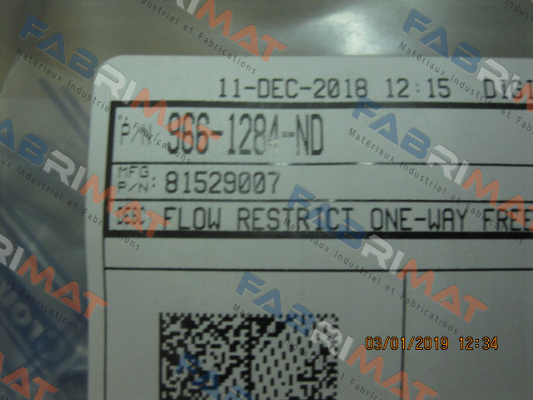 11-DEC-2018 12:15 DIGI
P/N: 966-1284-ND
MFG P/N: 81529007
DESC: FLOW RESTRICT ONE-WAY FREE
03/01/2019 12:34
FABRIMAT
Matériaux Industriel et Fabrications